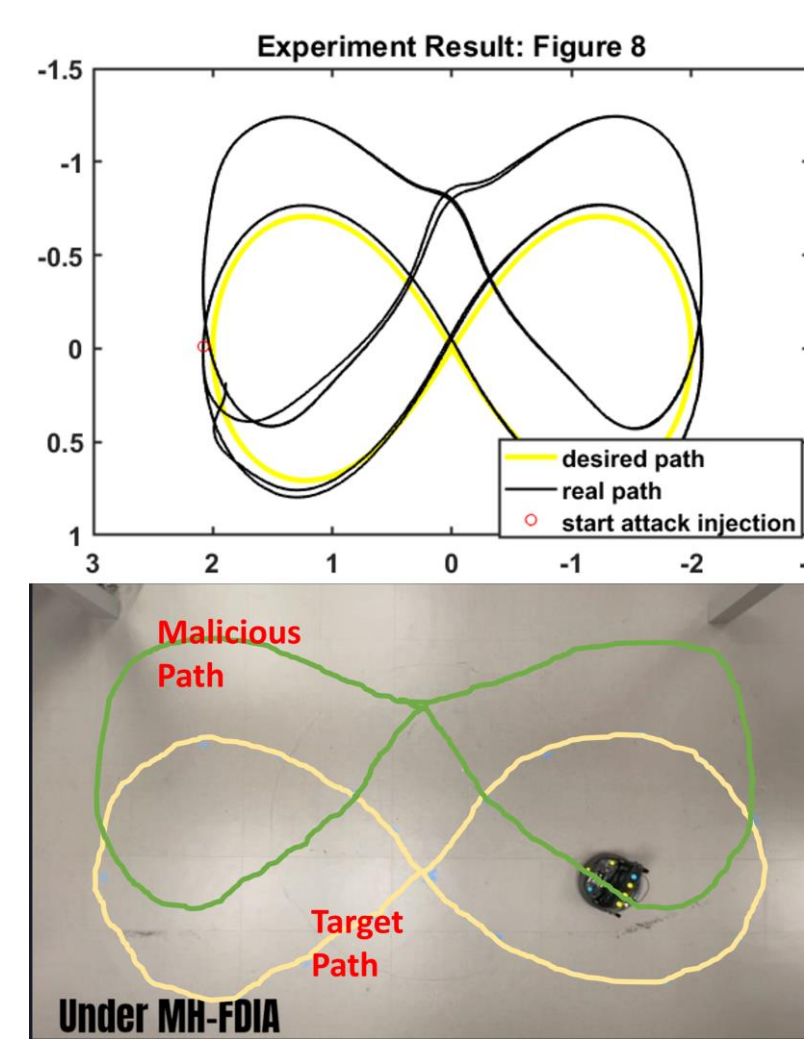 Experiment Result: Figure 8
-1.5
-1
-0.5
0
0.5
1
3 2 1 0 -1 -2 -
desired path
real path
start attack injection
Malicious
Path
Target
Path
Under MH-FDIA